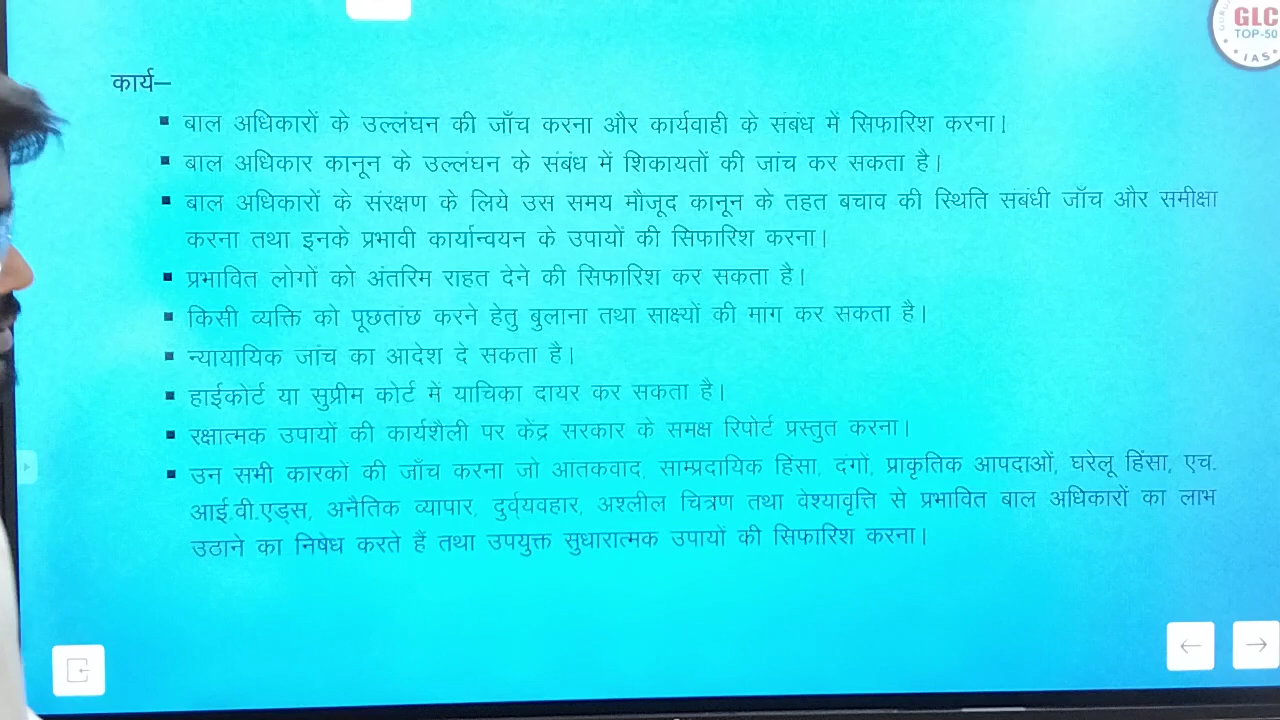 GLC
TOP-50
IAS
कार्य–
▪ बाल अधिकारों के उल्लंघन की जाँच करना और कार्यवाही के संबंध में सिफारिश करना।
▪ बाल अधिकार कानून के उल्लंघन के संबंध में शिकायतों की जांच कर सकता है।
▪ बाल अधिकारों के संरक्षण के लिये उस समय मौजूद कानून के तहत बचाव की स्थिति संबंधी जॉच और समीक्षा
करना तथा इनके प्रभावी कार्यान्वयन के उपायों की सिफारिश करना।
▪ प्रभावित लोगों को अंतरिम राहत देने की सिफारिश कर सकता है।
▪ किसी व्यक्ति को पूछतांछ करने हेतु बुलाना तथा साक्ष्यों की मांग कर सकता है।
▪ न्यायायिक जांच का आदेश दे सकता है।
▪ हाईकोर्ट या सुप्रीम कोर्ट में याचिका दायर कर सकता है।
▪ रक्षात्मक उपायों की कार्यशैली पर केंद्र सरकार के समक्ष रिपोर्ट प्रस्तुत करना।
▪ उन सभी कारकों की जाँच करना जो आतकवाद, साम्प्रदायिक हिंसा, दंगों, प्राकृतिक आपदाओं, घरेलू हिंसा, एच.
आई.वी.एड्स, अनैतिक व्यापार, दुर्व्यवहार, अश्लील चित्रण तथा वेश्यावृत्ति से प्रभावित बाल अधिकारों का लाभ
उठाने का निषेध करते हैं तथा उपयुक्त सुधारात्मक उपायों की सिफारिश करना।